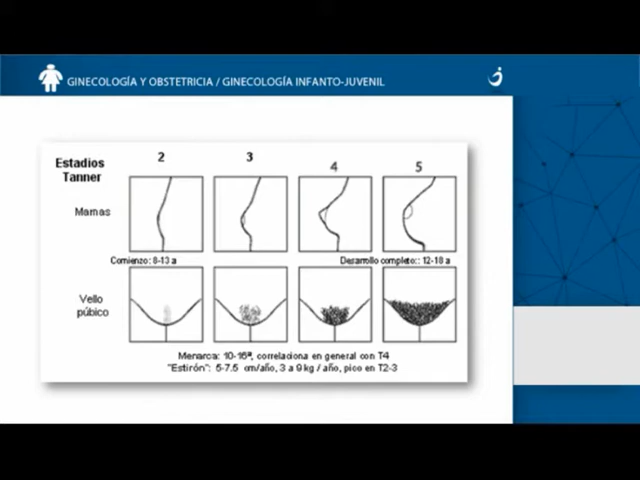 GINECOLOGÍA Y OBSTETRICIA / GINECOLOGÍA INFANTO-JUVENIL
Estadios Tanner
2 3 4 5
Mamas
Comienzo: 8-13 a
Desarrollo completo:: 12-18 a
Vello púbico
Menarca: 10-16ª, correlaciona en general con T4
"Estirón": 5-7.5 cm/año, 3 a 9 kg / año, pico en T2-3